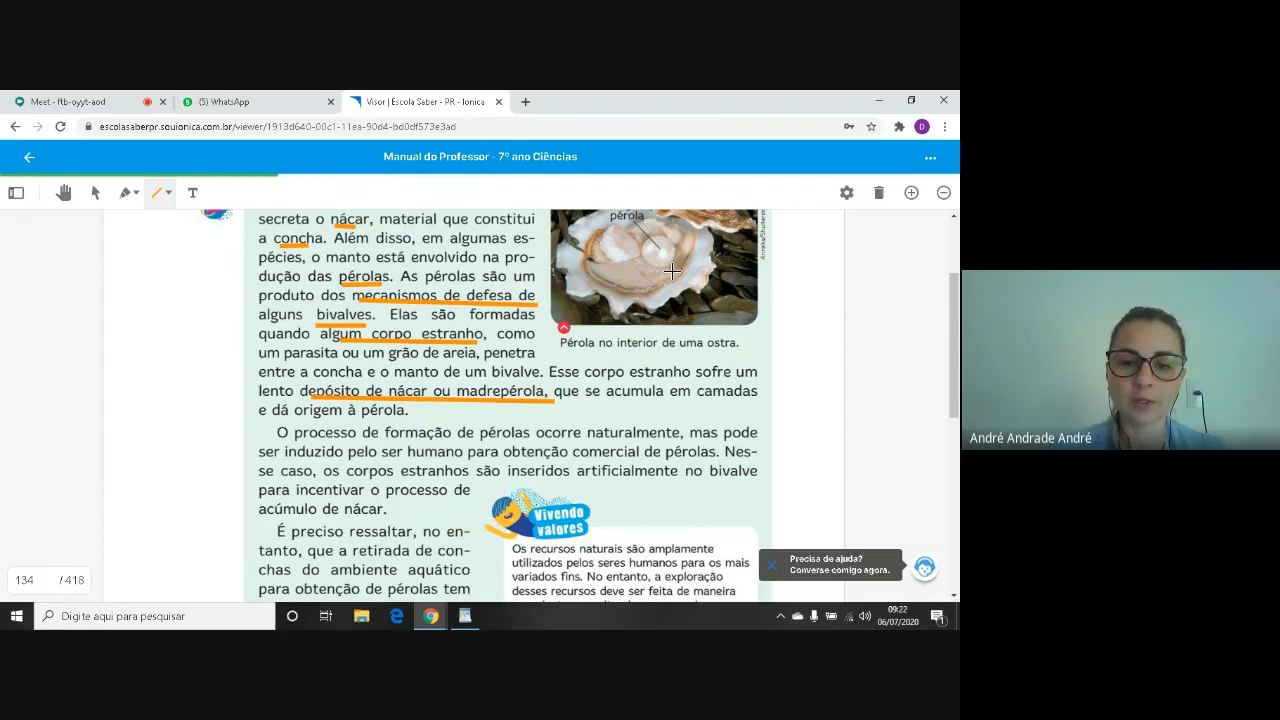 Meet - ftb-oyyt-aod
(5) WhatsApp
Visor | Escola Saber - PR - Ionica
escolasaberpr.souionica.com.br/viewer/1913d640-00c1-11ea-90d4-bd0df573e3ad
D
Manual do Professor - 7º ano Ciências
T
secreta o nácar, material que constitui
a concha. Além disso, em algumas es-
pécies, o manto está envolvido na pro-
dução das pérolas. As pérolas são um
produto dos mecanismos de defesa de
alguns bivalves. Elas são formadas
quando algum corpo estranho, como
um parasita ou um grão de areia, penetra
entre a concha e o manto de um bivalve. Esse corpo estranho sofre um
lento depósito de nácar ou madrepérola, que se acumula em camadas
e dá origem à pérola.
pérola
Pérola no interior de uma ostra.
O processo de formação de pérolas ocorre naturalmente, mas pode
ser induzido pelo ser humano para obtenção comercial de pérolas. Nes-
se caso, os corpos estranhos são inseridos artificialmente no bivalve
para incentivar o processo de
acúmulo de nácar.
É preciso ressaltar, no en-
tanto, que a retirada de con-
chas do ambiente aquático
para obtenção de pérolas tem
Vivendo
valores
Os recursos naturais são amplamente
utilizados pelos seres humanos para os mais
variados fins. No entanto, a exploração
desses recursos deve ser feita de maneira
Precisa de ajuda?
Converse comigo agora.
134 / 418
Digite aqui para pesquisar
09:22
06/07/2020
1
André Andrade André